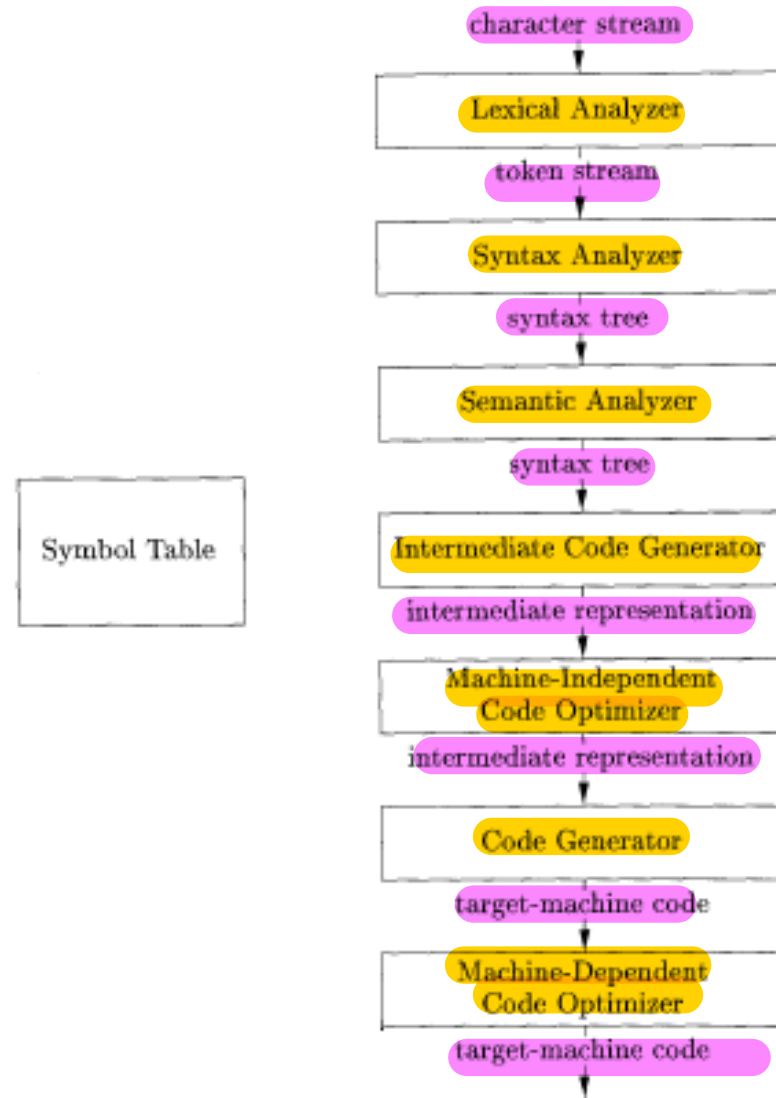 character stream
Lexical Analyzer
token stream
Syntax Analyzer
syntax tree
Semantic Analyzer
syntax tree
Symbol Table
Intermediate Code Generator
intermediate representation
Machine-Independent
Code Optimizer
intermediate representation
Code Generator
target-machine code
Machine-Dependent
Code Optimizer
target-machine code